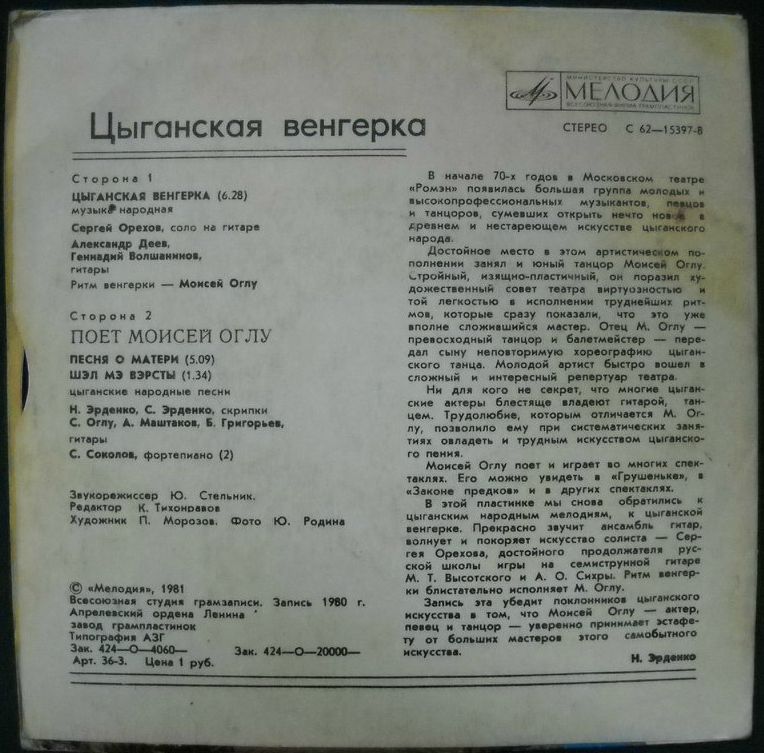 МИНИСТЕРСТВО КУЛЬТУРЫ СССР
МЕЛОДИЯ
ВСЕСОЮЗНАЯ ФИРМА ГРАМПЛАСТИНОК
Цыганская венгерка
СТЕРЕО С 62—15397-8
Сторона 1
ЦЫГАНСКАЯ ВЕНГЕРКА (6.28)
музыка народная
Сергей Орехов, соло на гитаре
Александр Деев,
Геннадий Волшанинов,
гитары
Ритм венгерки — Моисей Оглу
Сторона 2
ПОЕТ МОИСЕЙ ОГЛУ
ПЕСНЯ О МАТЕРИ (5.09)
ШЭЛ МЭ ВЭРСТЫ (1.34)
цыганские народные песни
Н. Эрденко, С. Эрденко, скрипки
С. Оглу, А. Маштаков, Б. Григорьев,
гитары
С. Соколов, фортепиано (2)
Звукорежиссер Ю. Стельник.
Редактор К. Тихонравов
Художник П. Морозов. Фото Ю. Родина
© «Мелодия», 1981
Всесоюзная студия грамзаписи. Запись 1980 г.
Апрелевский ордена Ленина
завод грампластинок
Типография АЗГ
Зак. 424—О—4060— Зак. 424—О—20000—
Арт. 36-3. Цена 1 руб.
В начале 70-х годов в Московском театре
«Ромэн» появилась большая группа молодых и
высокопрофессиональных музыкантов, певцов
и танцоров, сумевших открыть нечто новое в
древнем и нестареющем искусстве цыганского
народа.
Достойное место в этом артистическом по-
полнении занял и юный танцор Моисей Оглу.
Стройный, изящно-пластичный, он поразил ху-
дожественный совет театра виртуозностью и
той легкостью в исполнении труднейших рит-
мов, которые сразу показали, что это уже
вполне сложившийся мастер. Отец М. Оглу —
превосходный танцор и балетмейстер — пере-
дал сыну неповторимую хореографию цыган-
ского танца. Молодой артист быстро вошел в
сложный и интересный репертуар театра.
Ни для кого не секрет, что многие цыган-
ские актеры блестяще владеют гитарой, тан-
цем. Трудолюбие, которым отличается М. Ог-
лу, позволило ему при систематических заня-
тиях овладеть и трудным искусством цыганско-
го пения.
Моисей Оглу поет и играет во многих спек-
таклях. Его можно увидеть в «Грушеньке», в
«Законе предков» и в других спектаклях.
В этой пластинке мы снова обратились к
цыганским народным мелодиям, к цыганской
венгерке. Прекрасно звучит ансамбль гитар,
волнует и покоряет искусство солиста — Сер-
гея Орехова, достойного продолжателя рус-
ской школы игры на семиструнной гитаре
М. Т. Высотского и А. О. Сихры. Ритм венгер-
ки блистательно исполняет М. Оглу.
Запись эта убедит поклонников цыганского
искусства в том, что Моисей Оглу — актер,
певец и танцор — уверенно принимает эстафе-
ту от больших мастеров этого самобытного
искусства.
Н. Эрденко